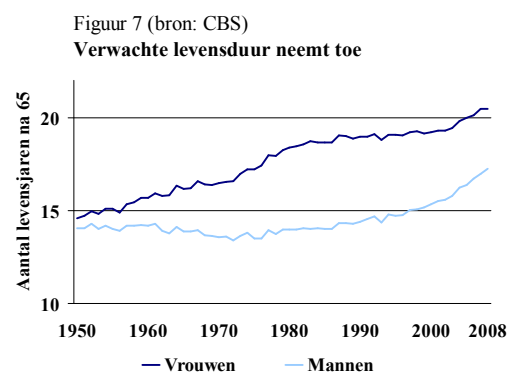 Figuur 7 (bron: CBS)
Verwachte levensduur neemt toe
Aantal levensjaren na 65
20
15
10
1950 1960 1970 1980 1990 2000 2008
Vrouwen Mannen